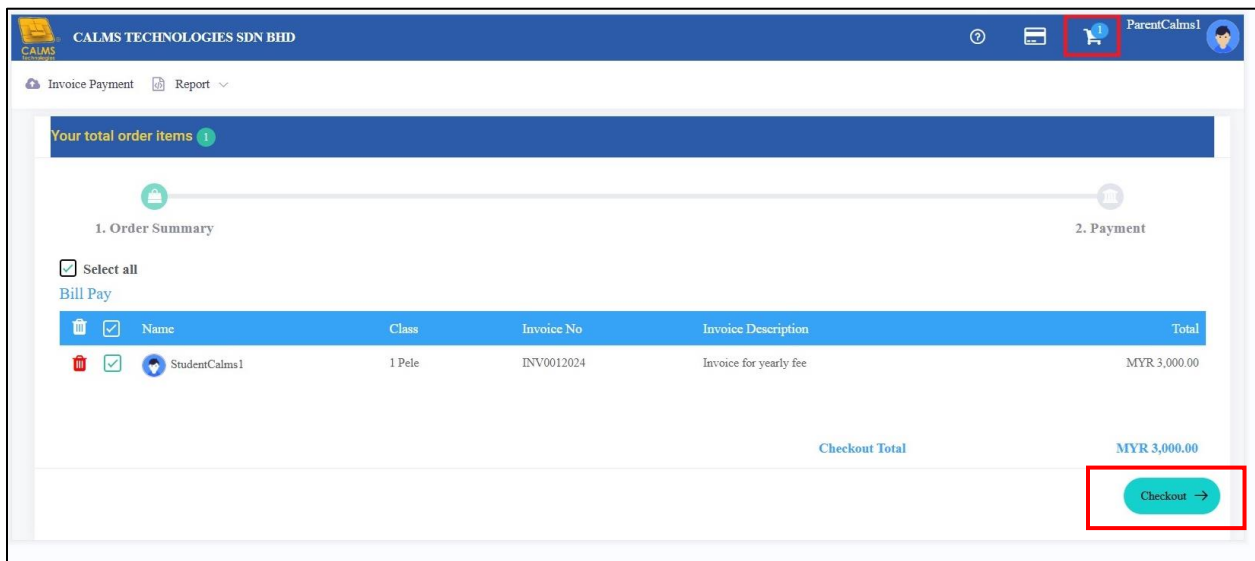 CALMS TECHNOLOGIES SDN BHD
1
ParentCalms1
CALMS
Technologies
Invoice Payment
Report
Your total order items 1
1. Order Summary
2. Payment
Select all
Bill Pay
Name Class Invoice No Invoice Description Total
StudentCalms1 1 Pele INV0012024 Invoice for yearly fee MYR 3,000.00
Checkout Total MYR 3,000.00
Checkout →